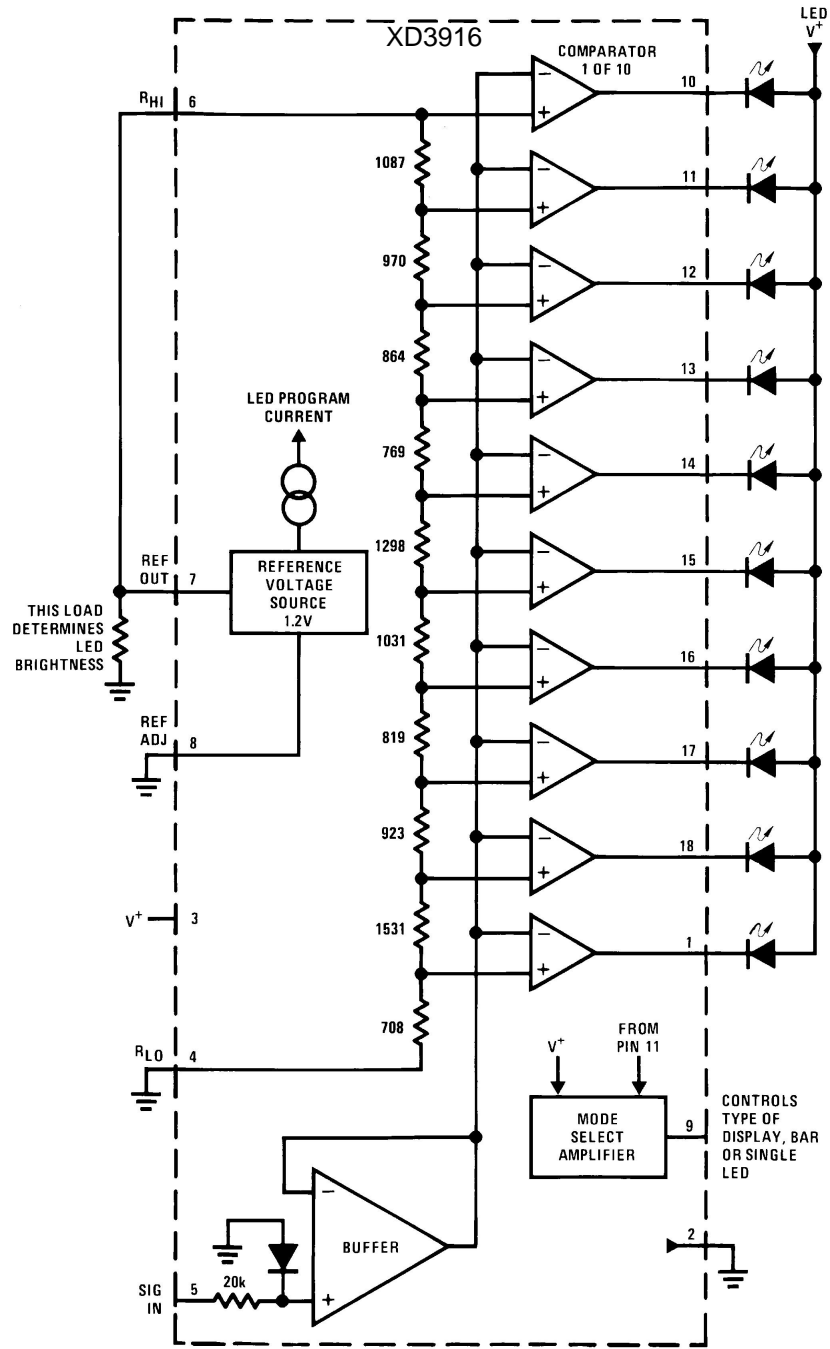 XD3916
LED
V+
COMPARATOR
1 OF 10
RHI
6
10
1087
11
970
12
864
13
LED PROGRAM
CURRENT
769
14
1298
15
REF
OUT
7
REFERENCE
VOLTAGE
SOURCE
1.2V
THIS LOAD
DETERMINES
LED
BRIGHTNESS
1031
16
REF
ADJ
8
819
17
923
18
V+
3
1531
1
708
RLO
4
V+
FROM
PIN 11
MODE
SELECT
AMPLIFIER
9
CONTROLS
TYPE OF
DISPLAY, BAR
OR SINGLE
LED
BUFFER
2
SIG
IN
5
20k